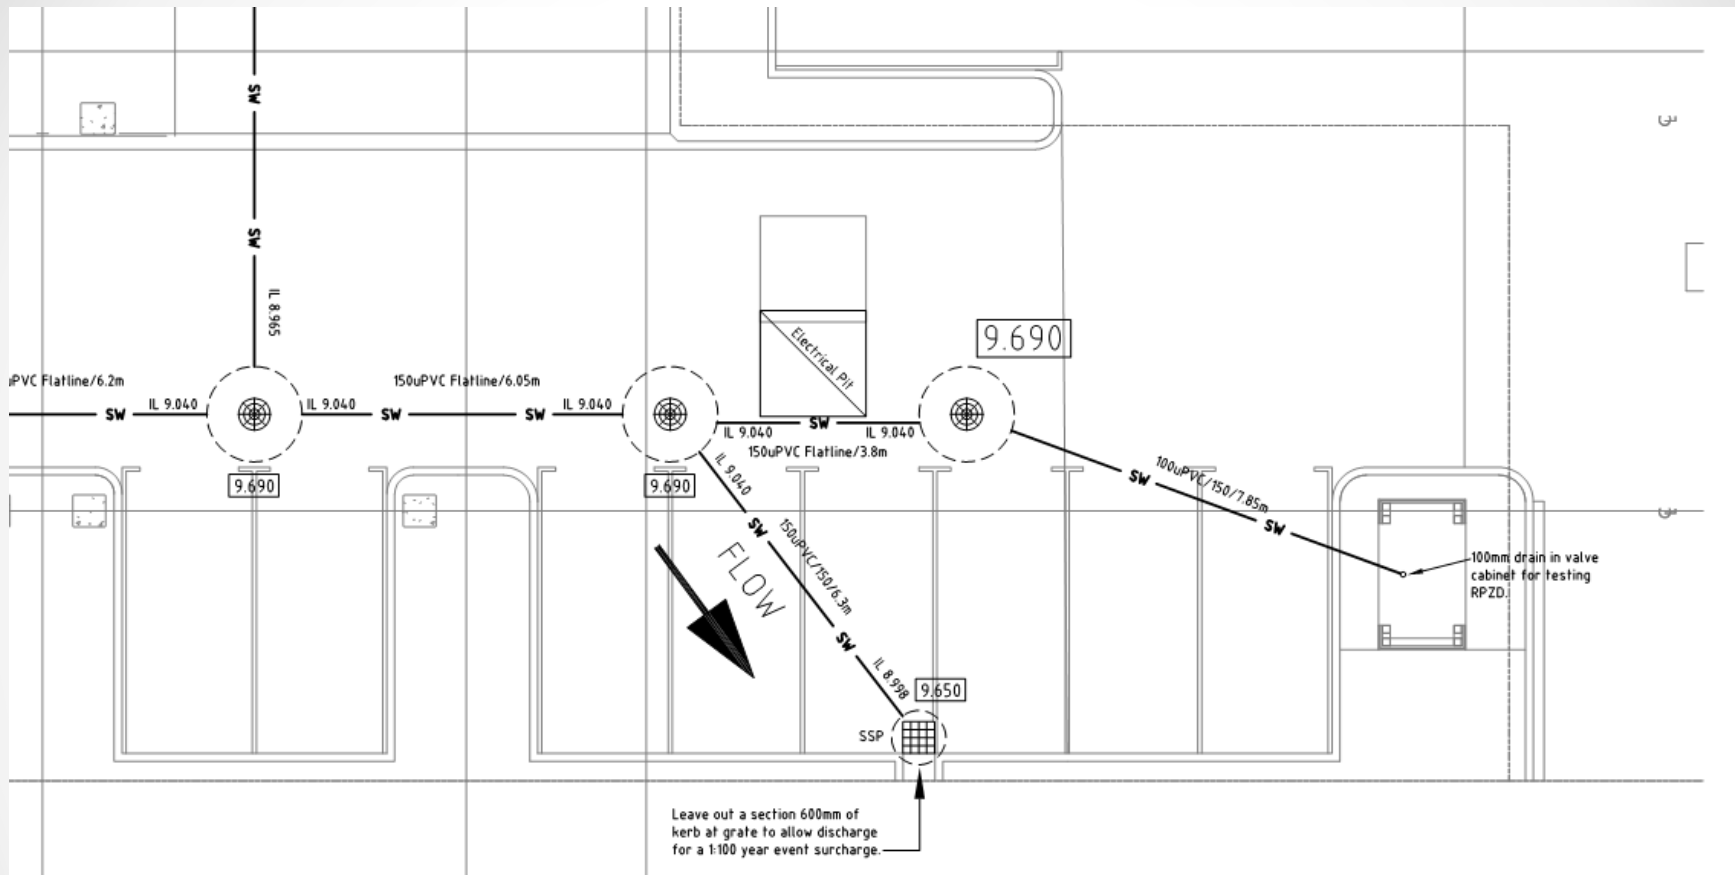 SW
SW
IL 8.965
9.690
Electrical Pit
uPVC Flatline/6.2m
150uPVC Flatline/6.05m
SW
IL 9.040
IL 9.040
SW
SW
IL 9.040
IL 9.040
SW
IL 9.040
150uPVC Flatline/3.8m
9.690
9.690
IL 9.040
SW
150uPVC/150/6.3m
SW
IL 8.998
FLOW
100uPVC/150/7.85m
SW
SW
100mm drain in valve
cabinet for testing
RPZD.
9.650
SSP
Leave out a section 600mm of
kerb at grate to allow discharge
for a 1:100 year event surcharge.